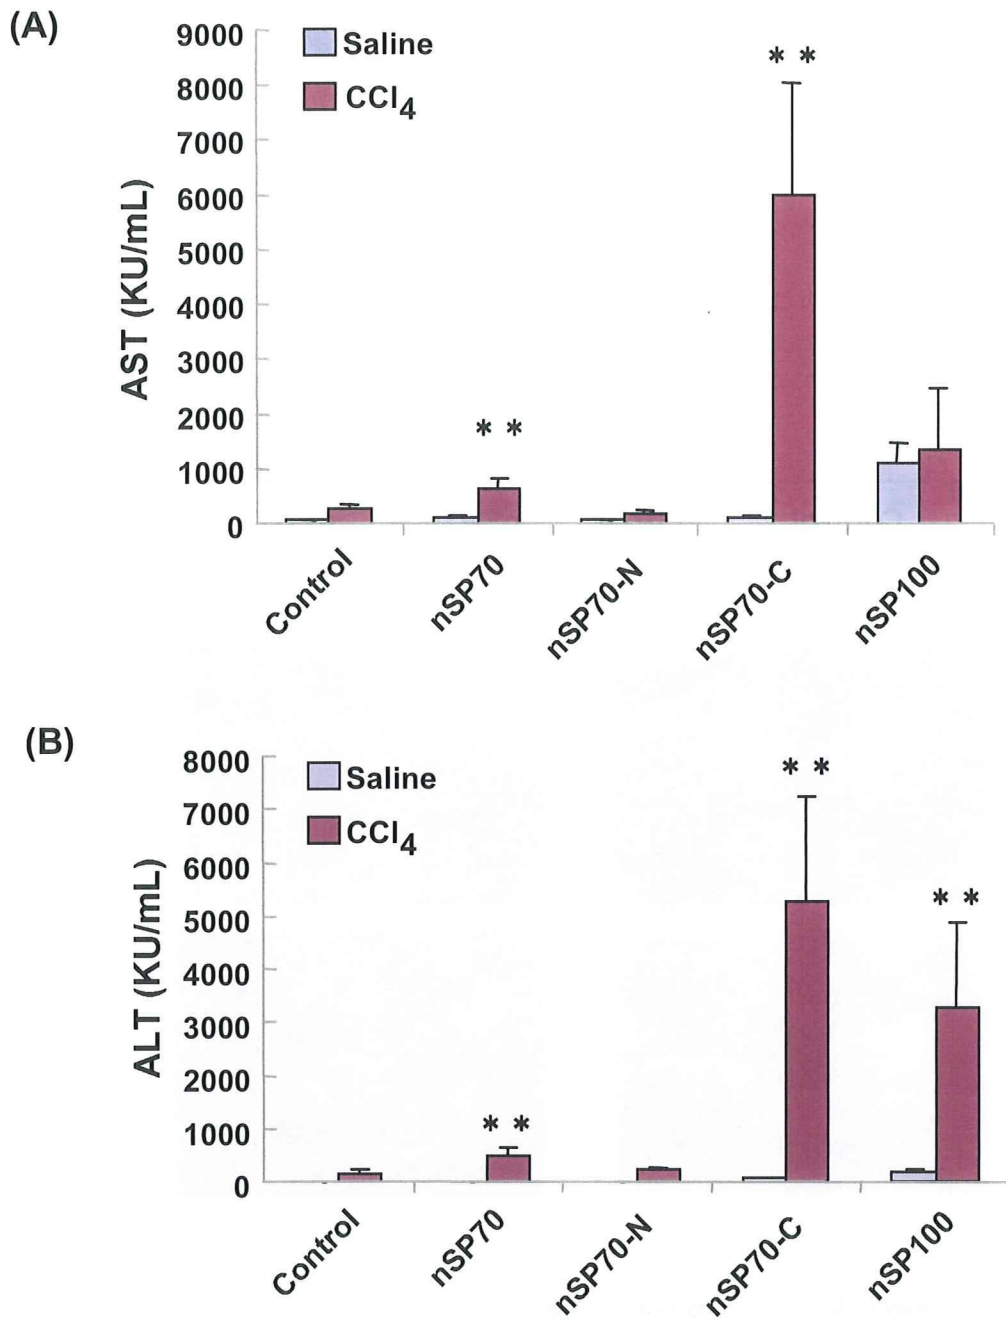 (A)
9000
8000
7000
6000
5000
4000
3000
2000
1000
0
AST (KU/mL)
Saline
CCl4
* *
* *
Control
nSP70
nSP70-N
nSP70-C
nSP100
(B)
8000
7000
6000
5000
4000
3000
2000
1000
0
ALT (KU/mL)
Saline
CCl4
* *
* *
* *
Control
nSP70
nSP70-N
nSP70-C
nSP100